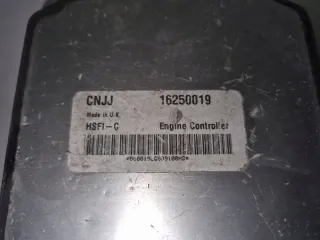 CNJJ 16250019
Made in U.K.
HSFI-C Engine Controller